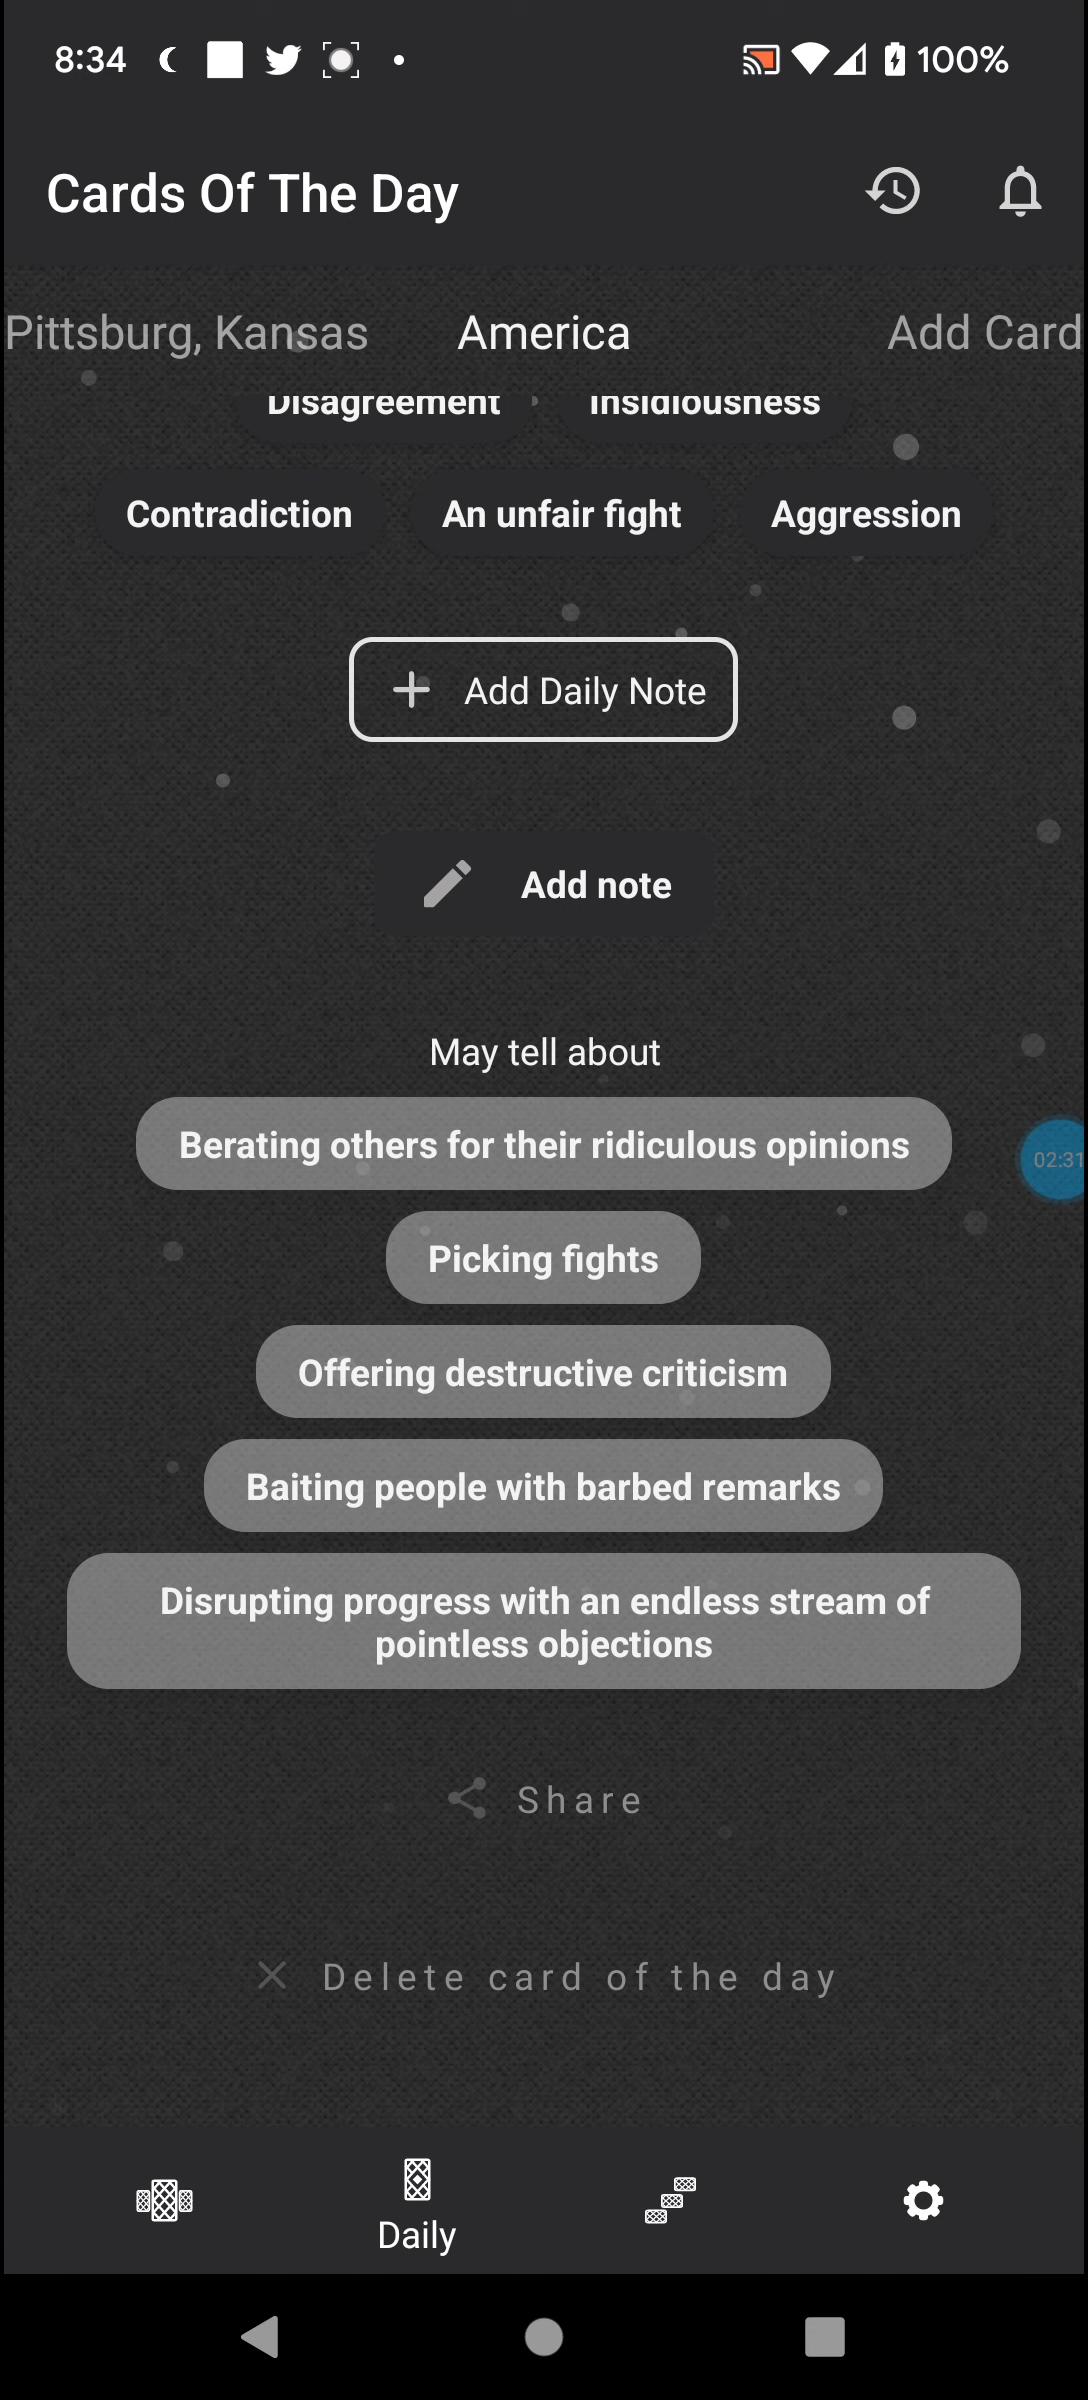 8:34
100%
Cards Of The Day
Pittsburg, Kansas
America
Add Card
Disagreement
Insidiousness
Contradiction
An unfair fight
Aggression
Add Daily Note
Add note
May tell about
Berating others for their ridiculous opinions
02:31
Picking fights
Offering destructive criticism
Baiting people with barbed remarks
Disrupting progress with an endless stream of
pointless objections
Share
Delete card of the day
Daily